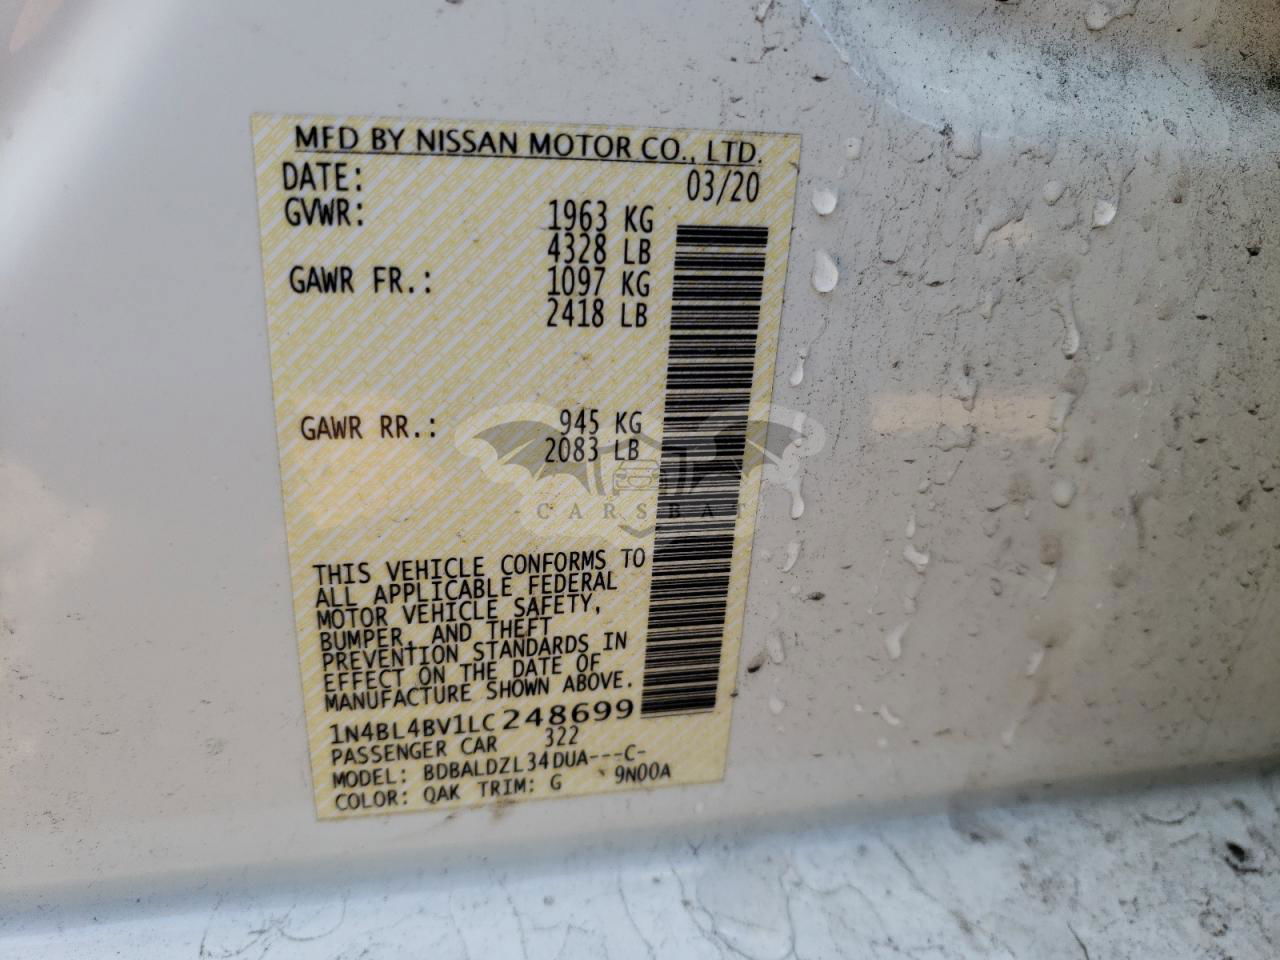 MFD BY NISSAN MOTOR CO., LTD.
DATE: 03/20
GVWR: 1963 KG
4328 LB
GAWR FR.: 1097 KG
2418 LB
GAWR RR.: 945 KG
2083 LB
CARSBAT
THIS VEHICLE CONFORMS TO
ALL APPLICABLE FEDERAL
MOTOR VEHICLE SAFETY,
BUMPER, AND THEFT
PREVENTION STANDARDS IN
EFFECT ON THE DATE OF
MANUFACTURE SHOWN ABOVE.
1N4BL4BV1LC248699
PASSENGER CAR 322
MODEL: BDBALDZL34DUA---C-
COLOR: QAK TRIM: G 9N00A